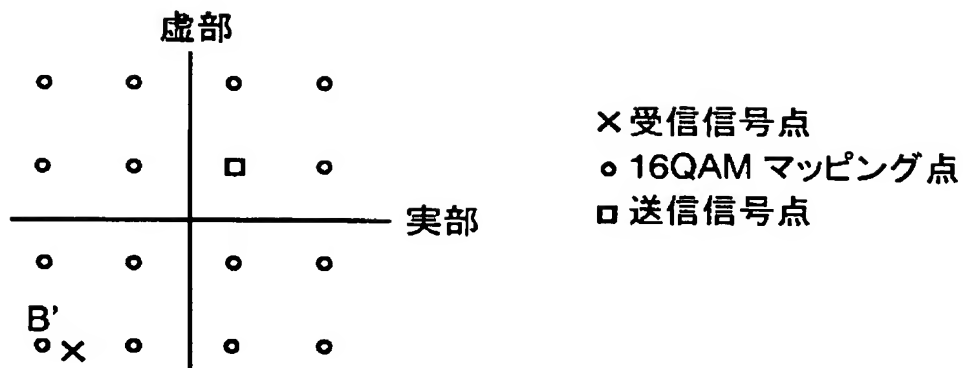 虚部
×受信信号点
○ 16QAM マッピング点
□ 送信信号点
実部
B'